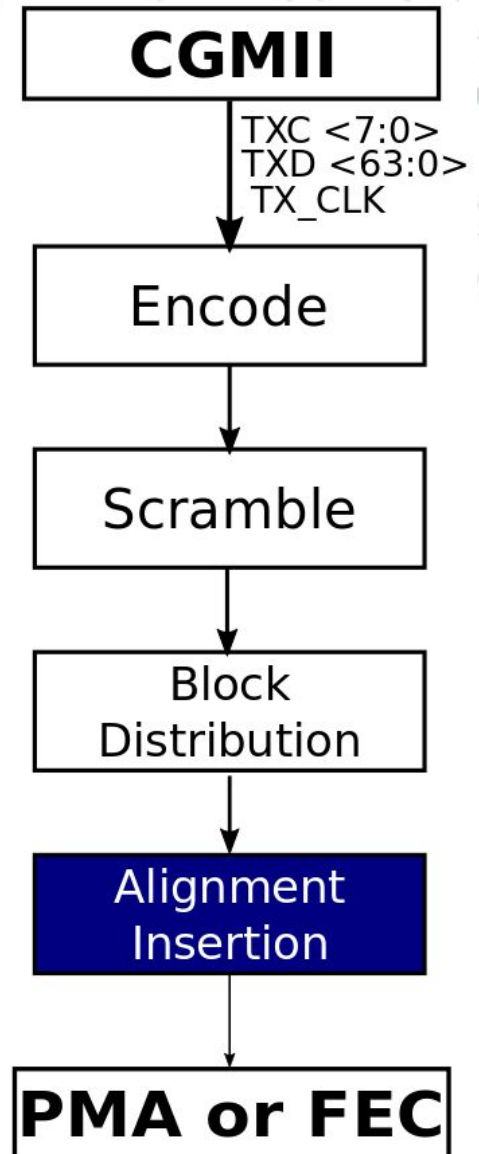 CGMII
TXC <7:0>
TXD <63:0>
TX_CLK
Encode
Scramble
Block
Distribution
Alignment
Insertion
PMA or FEC